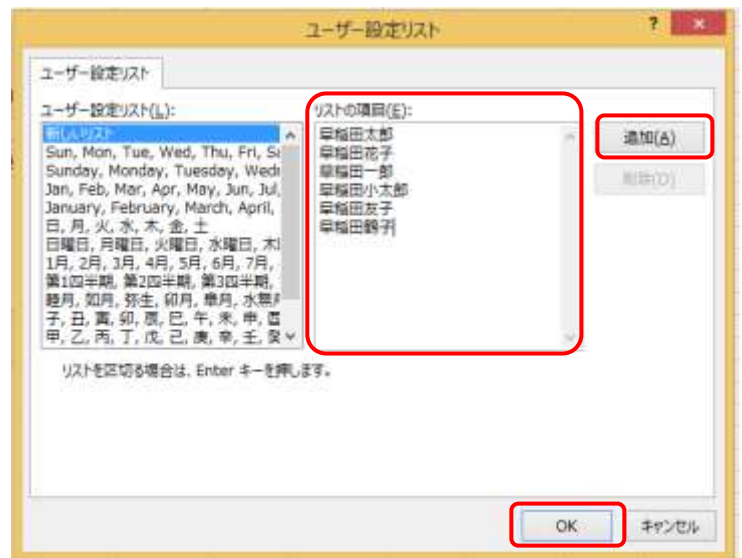 ユーザー設定リスト
?
ユーザー設定リスト
ユーザー設定リスト(L):
新しいリスト
Sun, Mon, Tue, Wed, Thu, Fri, Sa
Sunday, Monday, Tuesday, Wedn
Jan, Feb, Mar, Apr, May, Jun, Jul,
January, February, March, April,
日, 月, 火, 水, 木, 金, 土
日曜日, 月曜日, 火曜日, 水曜日, 木
1月, 2月, 3月, 4月, 5月, 6月, 7月,
第1四半期, 第2四半期, 第3四半期,
睦月, 如月, 弥生, 卯月, 皐月, 水無月
子, 丑, 寅, 卯, 辰, 巳, 午, 未, 申, 酉
甲, 乙, 丙, 丁, 戊, 己, 庚, 辛, 壬, 癸
リストの項目(E):
早稲田太郎
早稲田花子
早稲田一郎
早稲田小太郎
早稲田友子
早稲田鶴子
追加(A)
削除(D)
リストを区切る場合は、Enter キーを押します。
OK
キャンセル